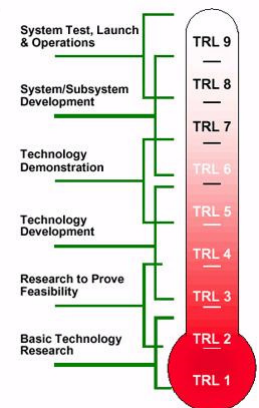 System Test, Launch
& Operations
System/Subsystem
Development
Technology
Demonstration
Technology
Development
Research to Prove
Feasibility
Basic Technology
Research
TRL 9
TRL 8
TRL 7
TRL 6
TRL 5
TRL 4
TRL 3
TRL 2
TRL 1